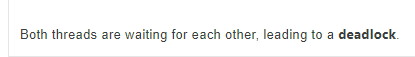 Both threads are waiting for each other, leading to a deadlock.